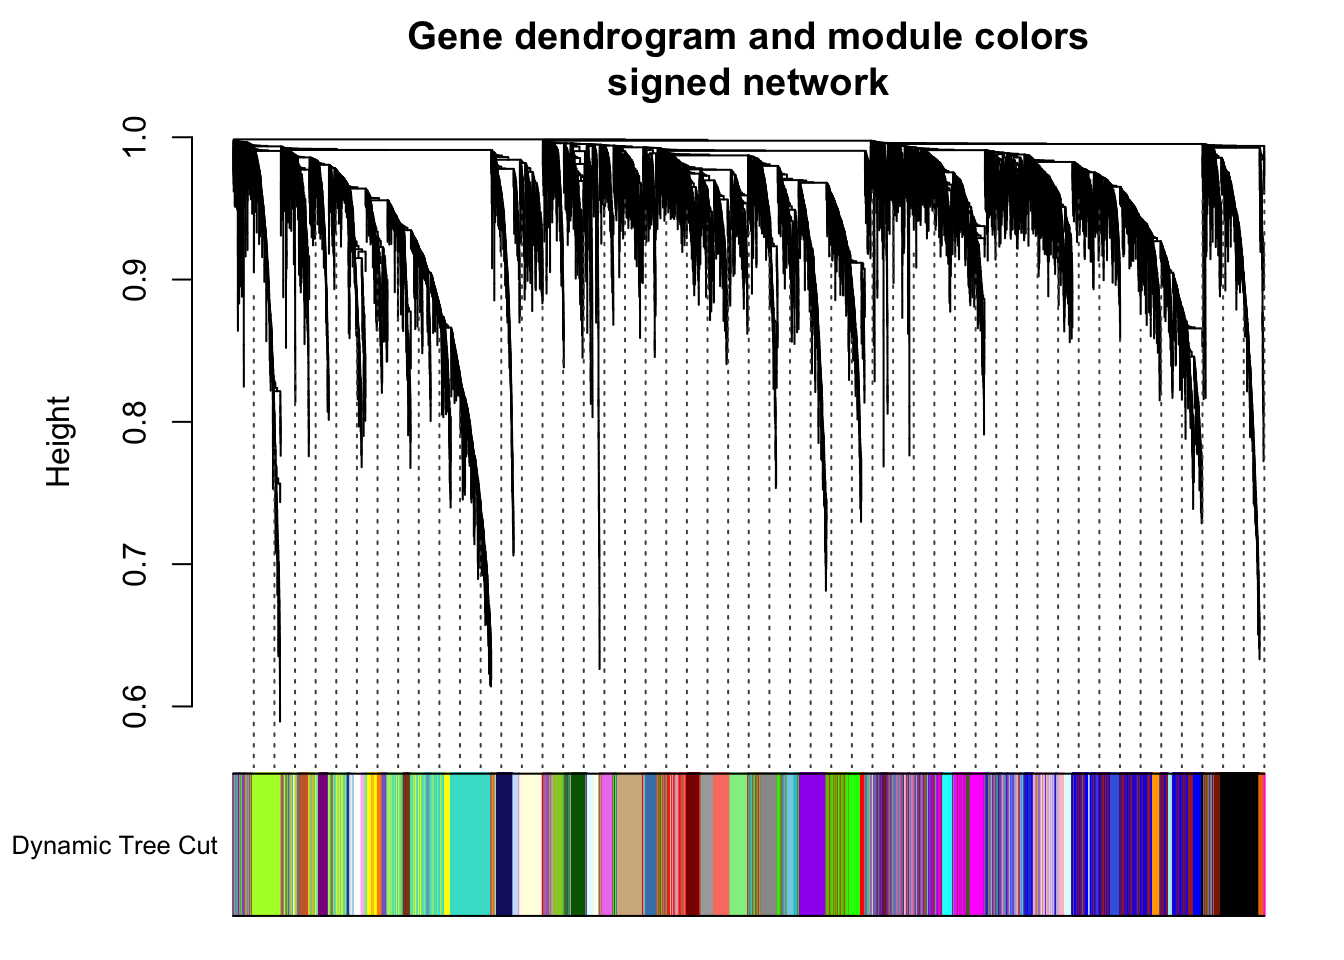 Gene dendrogram and module colors
signed network
Height
1.0
0.9
0.8
0.7
0.6
Dynamic Tree Cut